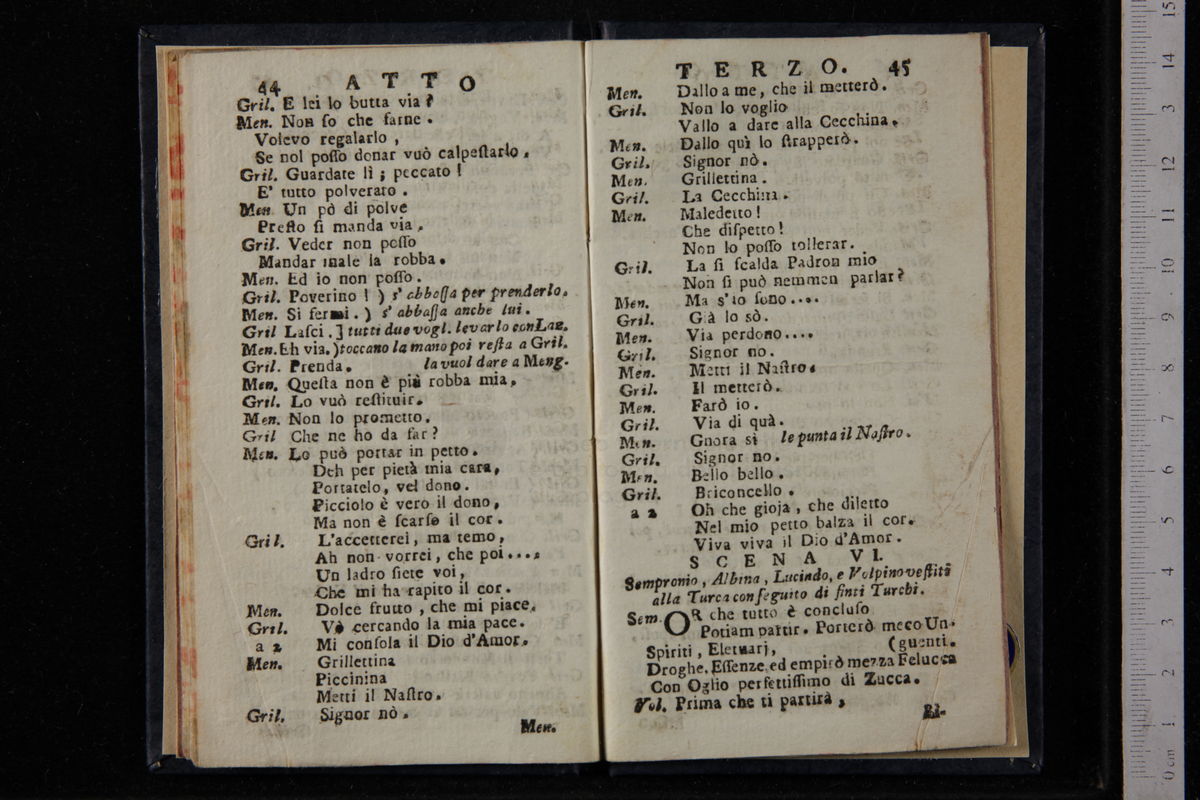 44 ATTO
Gril. E lei lo butta via?
Men. Non ſo che farne.
Volevo regalarlo,
Se nol poſſo donar vuò calpeſtarlo.
Gril. Guardate lì; peccato!
E' tutto polverato.
Men. Un pò di polve
Preſto ſi manda via.
Gril. Veder non poſſo
Mandar male la robba.
Men. Ed io non poſſo.
Gril. Poverino! ) s' abbaſſa per prenderlo.
Men. Si fermi. ) s' abbaſſa anche lui.
Gril Laſci. ] tutti due vogl. levarlo con Laz.
Men. Eh via. ) toccano la mano poi reſta a Gril.
Gril. Prenda. la vuol dare a Meng.
Men. Queſta non è più robba mia.
Gril. Lo vuò reſtituir.
Men. Non lo prometto.
Gril Che ne ho da far?
Men. Lo può portar in petto.
Deh per pietà mia cara,
Portatelo, vel dono.
Picciolo è vero il dono,
Ma non è ſcarſo il cor.
Gril. L'accetterei, ma temo,
Ah non vorrei, che poi....
Un ladro ſiete voi,
Che mi ha rapito il cor.
Men. Dolce frutto, che mi piace.
Gril. Vò cercando la mia pace.
a 2 Mi conſola il Dio d'Amor.
Men. Grillettina
Piccinina
Metti il Naſtro.
Gril. Signor nò.
Men.
TERZO. 45
Men. Dallo a me, che il metterò.
Gril. Non lo voglio
Vallo a dare alla Cecchina.
Men. Dallo quì lo ſtrapperò.
Gril. Signor nò.
Men. Grillettina.
Gril. La Cecchina.
Men. Maledetto!
Che diſpetto!
Non lo poſſo tollerar.
Gril. La ſi ſcalda Padron mio
Non ſi può nemmen parlar?
Men. Ma s'io ſono....
Gril. Già lo sò.
Men. Via perdono....
Gril. Signor no.
Men. Metti il Naſtro.
Gril. Il metterò.
Men. Farò io.
Gril. Via di quà.
Men. Gnora sì le punta il Naſtro.
Gril. Signor no.
Men. Bello bello.
Gril. Briconcello.
a 2 Oh che gioja, che diletto
Nel mio petto balza il cor.
Viva viva il Dio d'Amor.
SCENA VI.
Sempronio, Albina, Lucindo, e Volpino veſtiti
alla Turca con ſeguito di finti Turchi.
Sem. OR che tutto è concluſo
Potiam partir. Porterò meco Un-
Spiriti, Eletuarj, (guenti.
Droghe, Eſſenze, ed empirò mezza Felucca
Con Oglio perfettiſſimo di Zucca.
Vol. Prima che ti partirà,